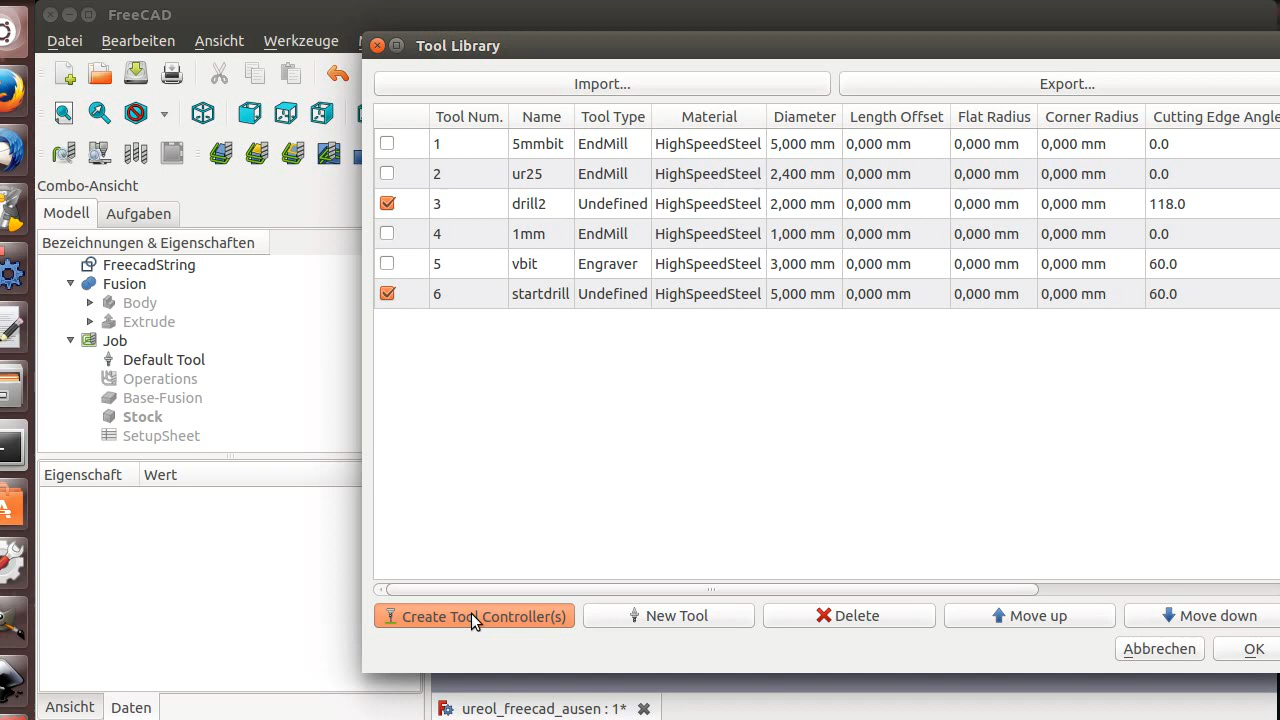 FreeCAD
Datei Bearbeiten Ansicht Werkzeuge
Tool Library
Import... Export...
Tool Num. Name Tool Type Material Diameter Length Offset Flat Radius Corner Radius Cutting Edge Angle
1 5mmbit EndMill HighSpeedSteel 5,000 mm 0,000 mm 0,000 mm 0,000 mm 0.0
2 ur25 EndMill HighSpeedSteel 2,400 mm 0,000 mm 0,000 mm 0,000 mm 0.0
3 drill2 Undefined HighSpeedSteel 2,000 mm 0,000 mm 0,000 mm 0,000 mm 118.0
4 1mm EndMill HighSpeedSteel 1,000 mm 0,000 mm 0,000 mm 0,000 mm 0.0
5 vbit Engraver HighSpeedSteel 3,000 mm 0,000 mm 0,000 mm 0,000 mm 60.0
6 startdrill Undefined HighSpeedSteel 5,000 mm 0,000 mm 0,000 mm 0,000 mm 60.0
Create Tool Controller(s) New Tool Delete Move up Move down
Abbrechen OK
Combo-Ansicht
Modell Aufgaben
Bezeichnungen & Eigenschaften
FreecadString
Fusion
Body
Extrude
Job
Default Tool
Operations
Base-Fusion
Stock
SetupSheet
Eigenschaft Wert
Ansicht Daten
ureol_freecad_ausen : 1*